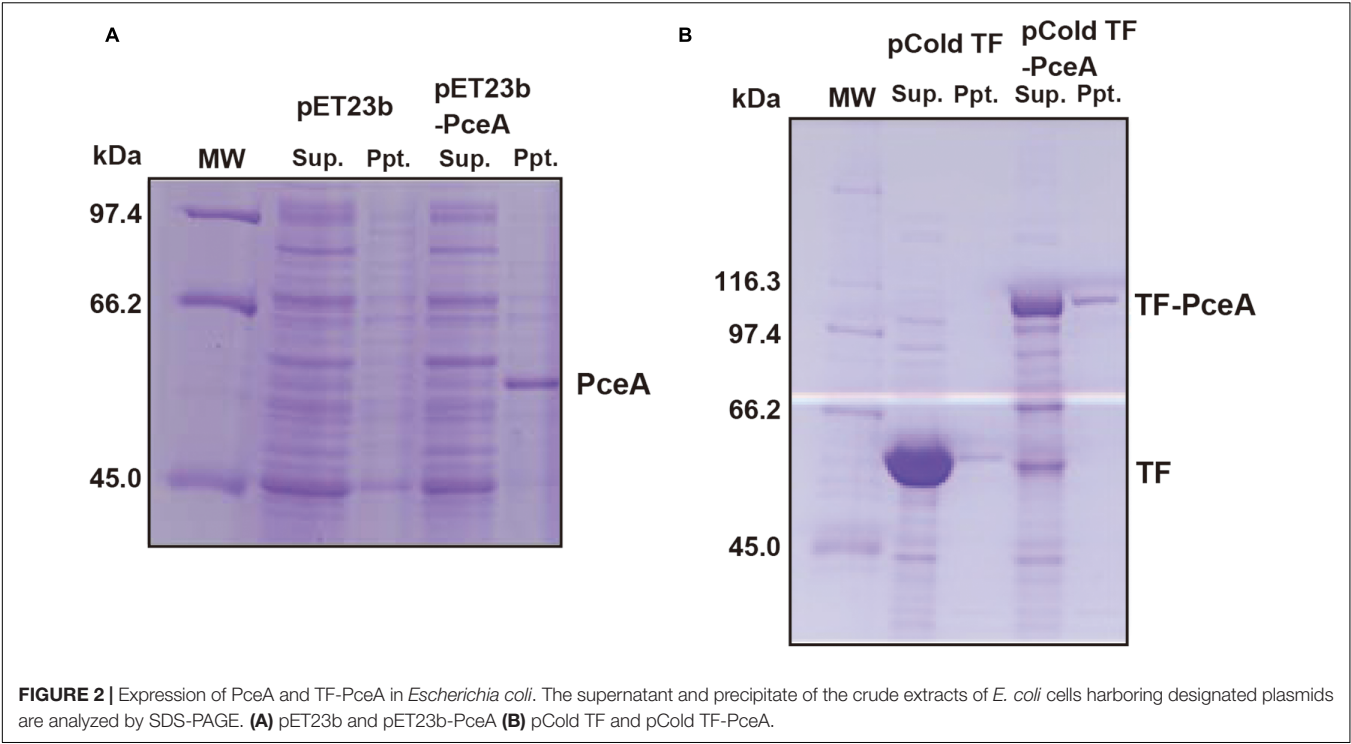 A
pET23b
pET23b
-PceA
kDa MW Sup. Ppt. Sup. Ppt.
97.4
66.2
PceA
45.0
B
pCold TF
pCold TF
-PceA
kDa MW Sup. Ppt. Sup. Ppt.
116.3
TF-PceA
97.4
66.2
TF
45.0
FIGURE 2 | Expression of PceA and TF-PceA in Escherichia coli. The supernatant and precipitate of the crude extracts of E. coli cells harboring designated plasmids
are analyzed by SDS-PAGE. (A) pET23b and pET23b-PceA (B) pCold TF and pCold TF-PceA.